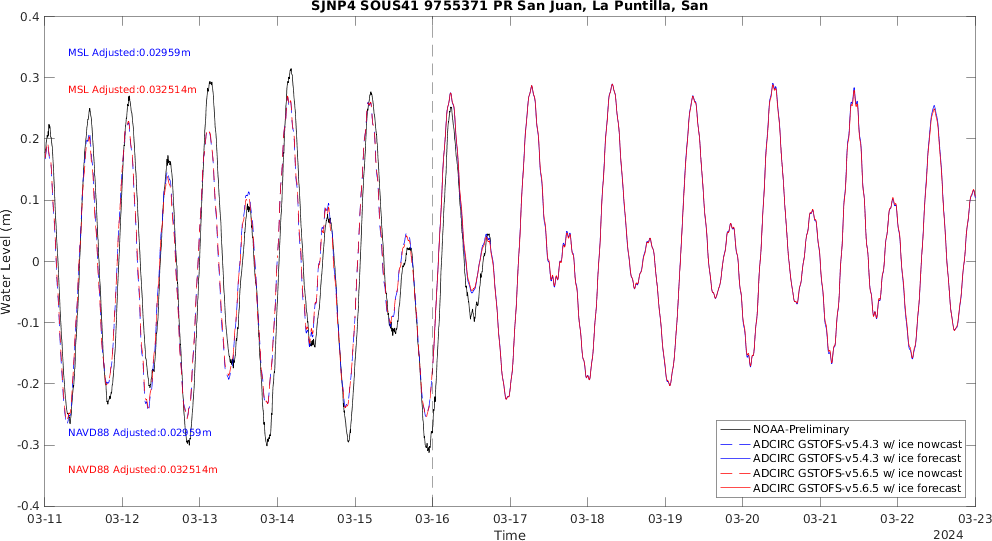 SJNP4 SOUS41 9755371 PR San Juan, La Puntilla, San
0.4
MSL Adjusted:0.02959m
0.3
MSL Adjusted:0.032514m
0.2
0.1
0
Water Level (m)
-0.1
-0.2
-0.3
NAVD88 Adjusted:0.02959m
NAVD88 Adjusted:0.032514m
-0.4
NOAA-Preliminary
ADCIRC GSTOFS-v5.4.3 w/ ice nowcast
ADCIRC GSTOFS-v5.4.3 w/ ice forecast
ADCIRC GSTOFS-v5.6.5 w/ ice nowcast
ADCIRC GSTOFS-v5.6.5 w/ ice forecast
03-11 03-12 03-13 03-14 03-15 03-16 03-17 03-18 03-19 03-20 03-21 03-22 03-23
Time
2024